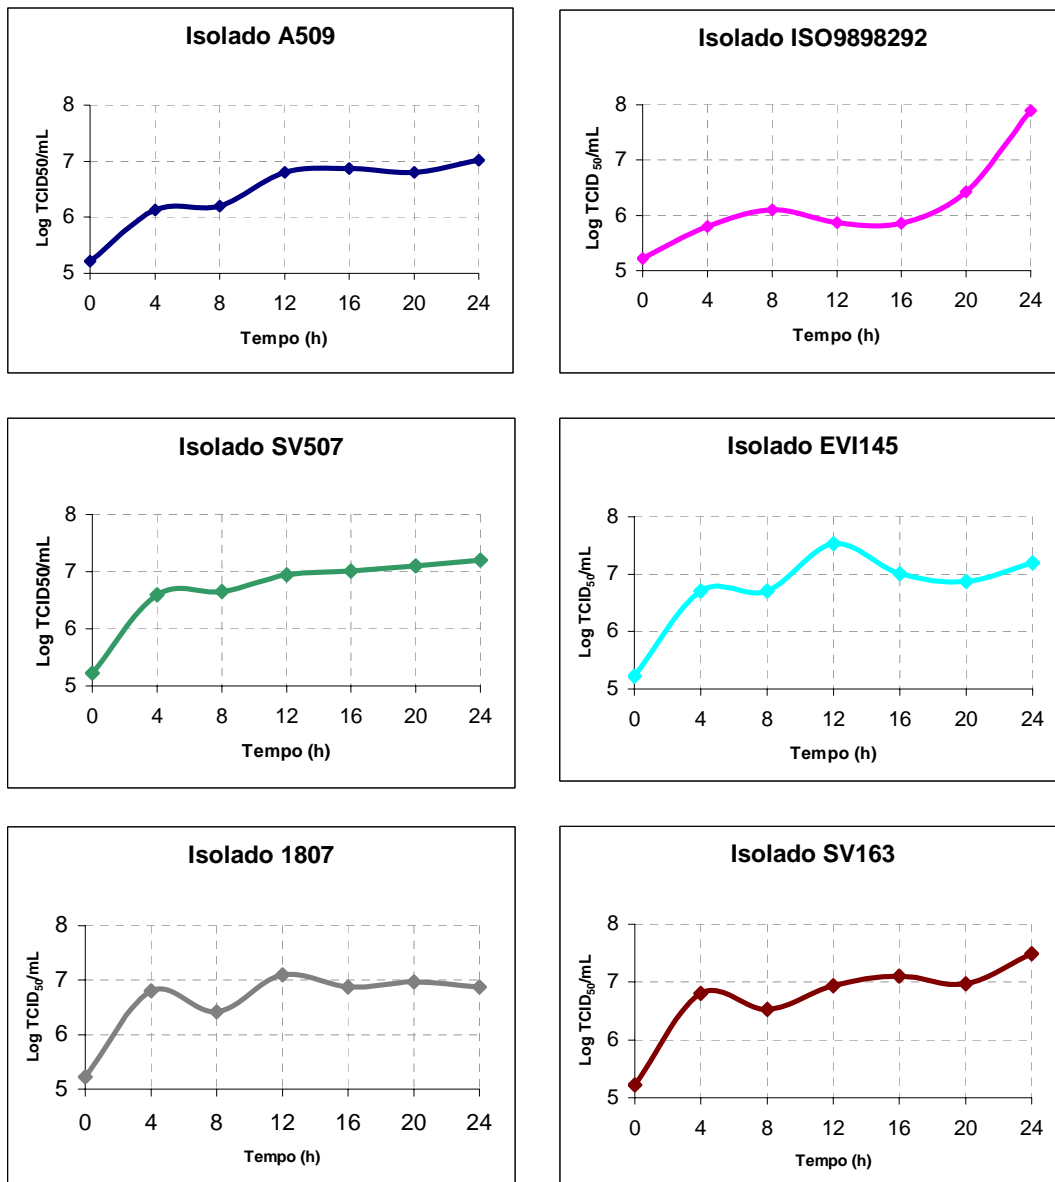 Isolado A509
Log TCID50/mL
8
7
6
5
0 4 8 12 16 20 24
Tempo (h)
Isolado ISO9898292
Log TCID 50/mL
8
7
6
5
0 4 8 12 16 20 24
Tempo (h)
Isolado SV507
Log TCID50/mL
8
7
6
5
0 4 8 12 16 20 24
Tempo (h)
Isolado EVI145
Log TCID50/mL
8
7
6
5
0 4 8 12 16 20 24
Tempo (h)
Isolado 1807
Log TCID50/mL
8
7
6
5
0 4 8 12 16 20 24
Tempo (h)
Isolado SV163
Log TCID50/mL
8
7
6
5
0 4 8 12 16 20 24
Tempo (h)